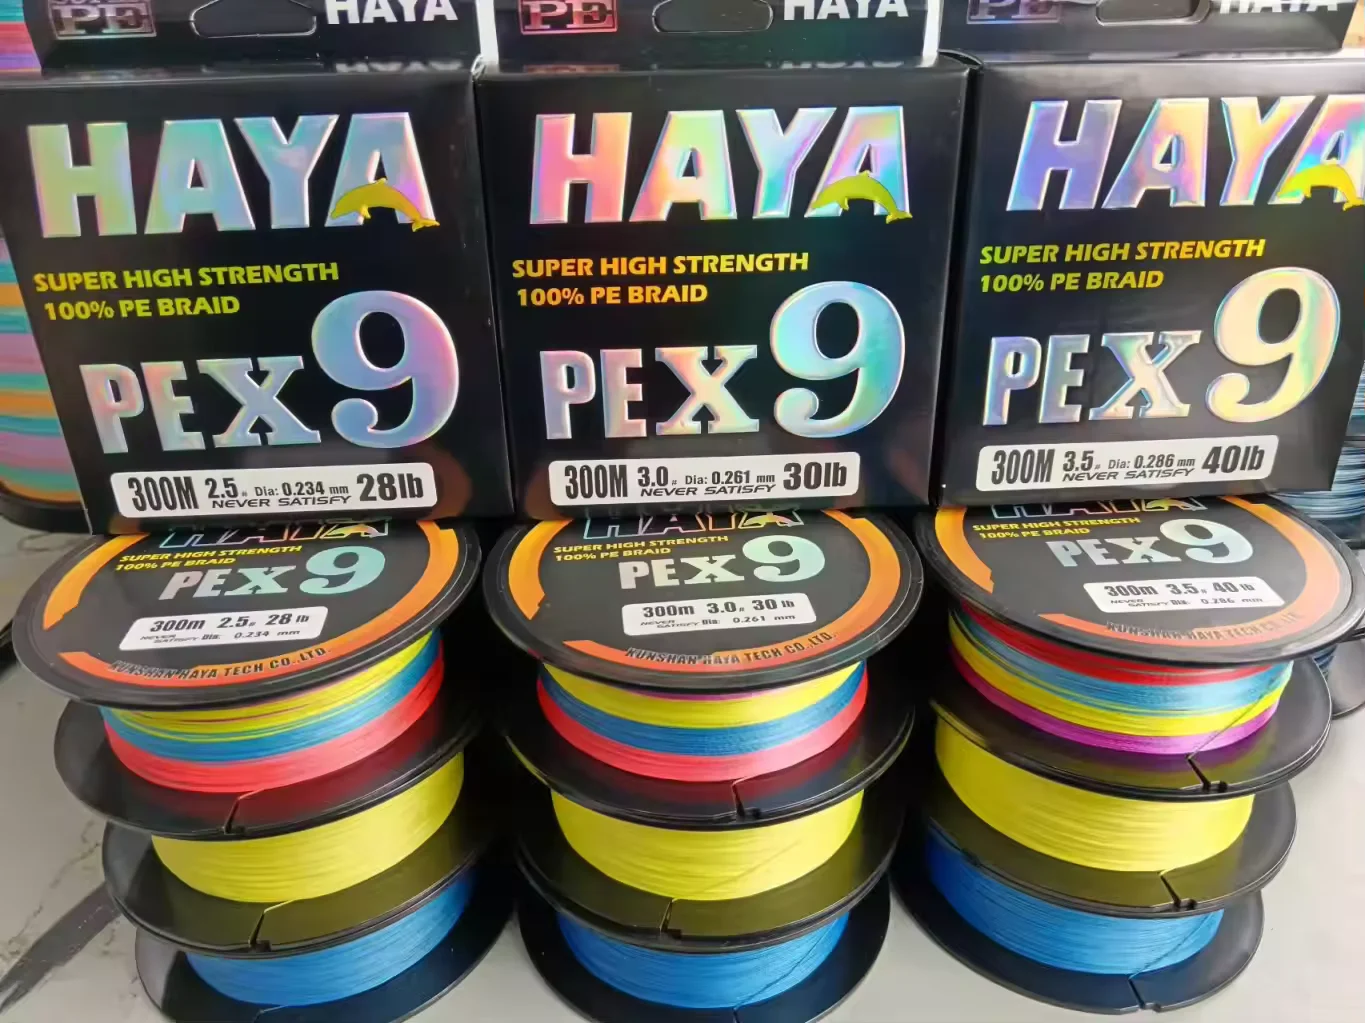 PE
HAYA
PE
HAYA
PE
HAYA
HAYA
SUPER HIGH STRENGTH
100% PE BRAID
PEX9
300M 2.5# Dia: 0.234 mm 28lb
NEVER SATISFY
HAYA
SUPER HIGH STRENGTH
100% PE BRAID
PEX9
300M 3.0# Dia: 0.261 mm 30lb
NEVER SATISFY
HAYA
SUPER HIGH STRENGTH
100% PE BRAID
PEX9
300M 3.5# Dia: 0.286 mm 40lb
NEVER SATISFY
HAYA
SUPER HIGH STRENGTH
100% PE BRAID
PEX9
300m 2.5# 28 lb
NEVER SATISFY Dia: 0.234 mm
KUNSHAN HAYA TECH CO.,LTD.
HAYA
SUPER HIGH STRENGTH
100% PE BRAID
PEX9
300m 3.0# 30 lb
NEVER SATISFY Dia: 0.261 mm
KUNSHAN HAYA TECH CO.,LTD.
HAYA
SUPER HIGH STRENGTH
100% PE BRAID
PEX9
300m 3.5# 40 lb
NEVER SATISFY Dia: 0.286 mm
KUNSHAN HAYA TECH CO.,LTD.